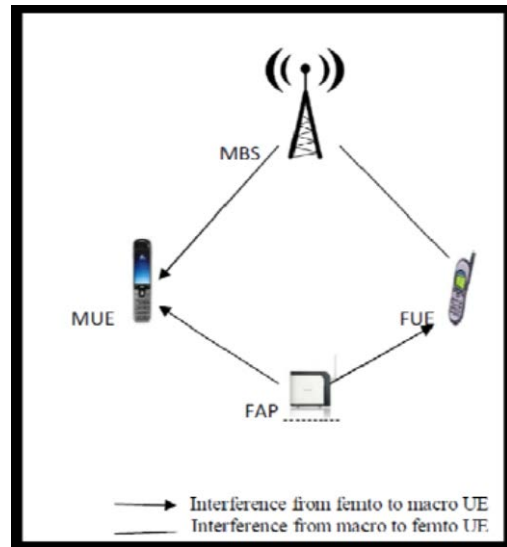 MBS
MUE
FUE
FAP
Interference from femto to macro UE
Interference from macro to femto UE